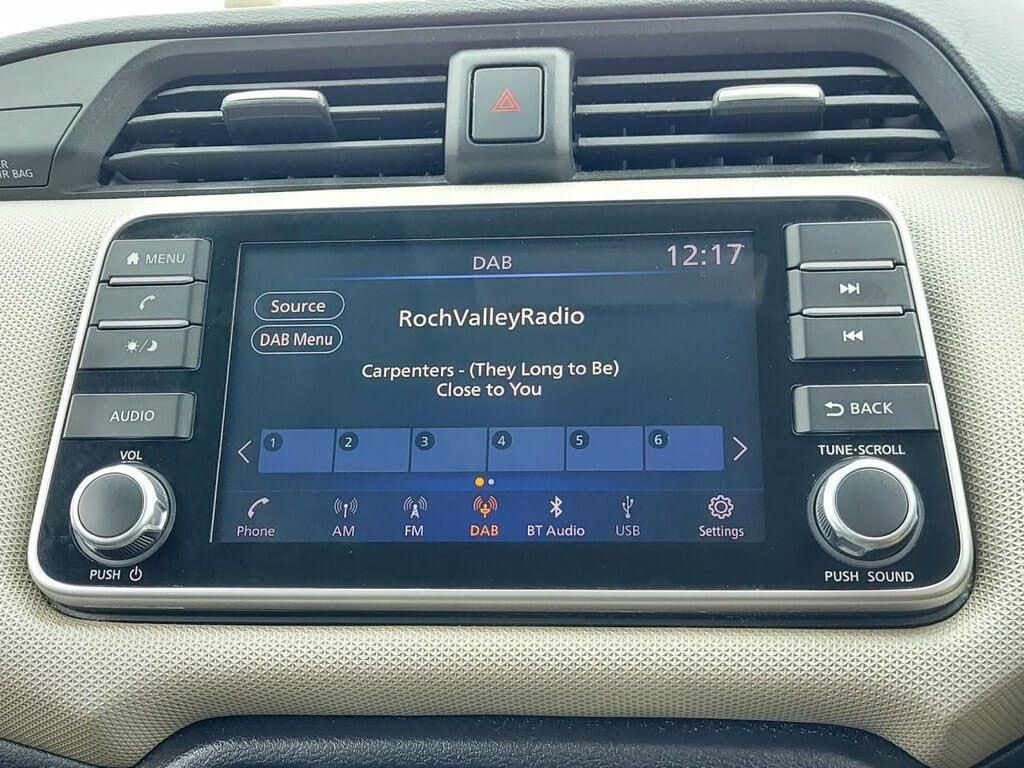 R
IR BAG
MENU
AUDIO
VOL
PUSH
DAB
12:17
Source
DAB Menu
RochValleyRadio
Carpenters - (They Long to Be)
Close to You
1 2 3 4 5 6
Phone AM FM DAB BT Audio USB Settings
BACK
TUNE·SCROLL
PUSH SOUND